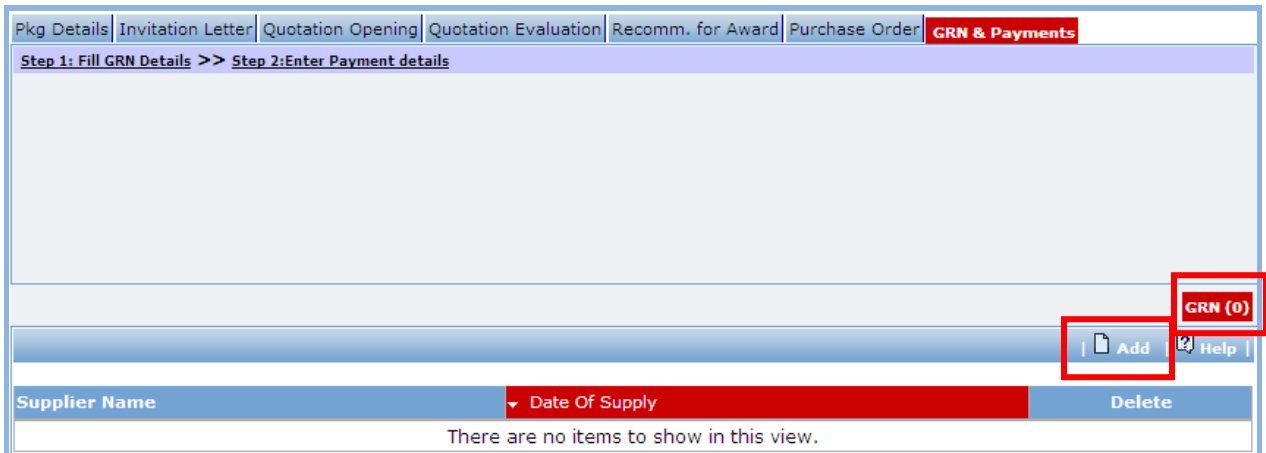 Pkg Details Invitation Letter Quotation Opening Quotation Evaluation Recomm. for Award Purchase Order GRN & Payments
Step 1: Fill GRN Details >> Step 2:Enter Payment details
GRN (0)
| Add | Help |
Supplier Name Date Of Supply Delete
There are no items to show in this view.